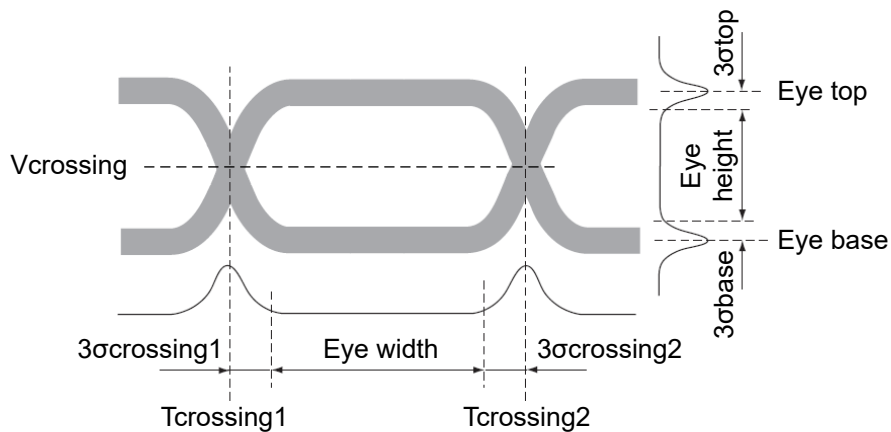 3σtop
Eye top
Vcrossing
Eye
height
Eye base
3σbase
3σcrossing1
Eye width
3σcrossing2
Tcrossing1
Tcrossing2